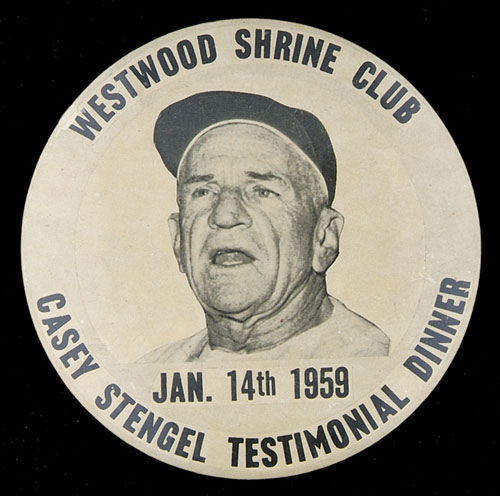 WESTWOOD SHRINE CLUB
JAN. 14th 1959
CASEY STENGEL TESTIMONIAL DINNER